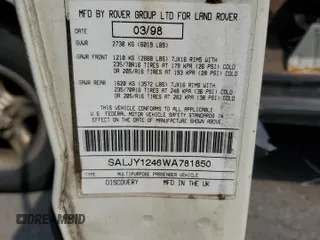 MFD BY ROVER GROUP LTD FOR LAND ROVER
DATE 03/98
GVWR 2730 KG (6019 LBS)
GAWR FRONT 1210 KG (2668 LBS) 7JX16 RIMS WITH
235/70R16 TIRES AT 179 KPA (26 PSI) COLD
OR 205/R16 TIRES AT 193 KPA (28 PSI) COLD
GAWR REAR 1620 KG (3572 LBS) 7JX16 RIMS WITH
235/70R16 TIRES AT 248 KPA (36 PSI) COLD
OR 205/R16 TIRES AT 262 KPA (38 PSI) COLD
THIS VEHICLE CONFORMS TO ALL APPLICABLE
U.S. FEDERAL MOTOR VEHICLE SAFETY STANDARDS
IN EFFECT ON THE DATE OF MANUFACTURE SHOWN ABOVE
SALJY1246WA781850
TYPE MULTIPURPOSE PASSENGER VEHICLE
DISCOVERY MFD IN THE UK